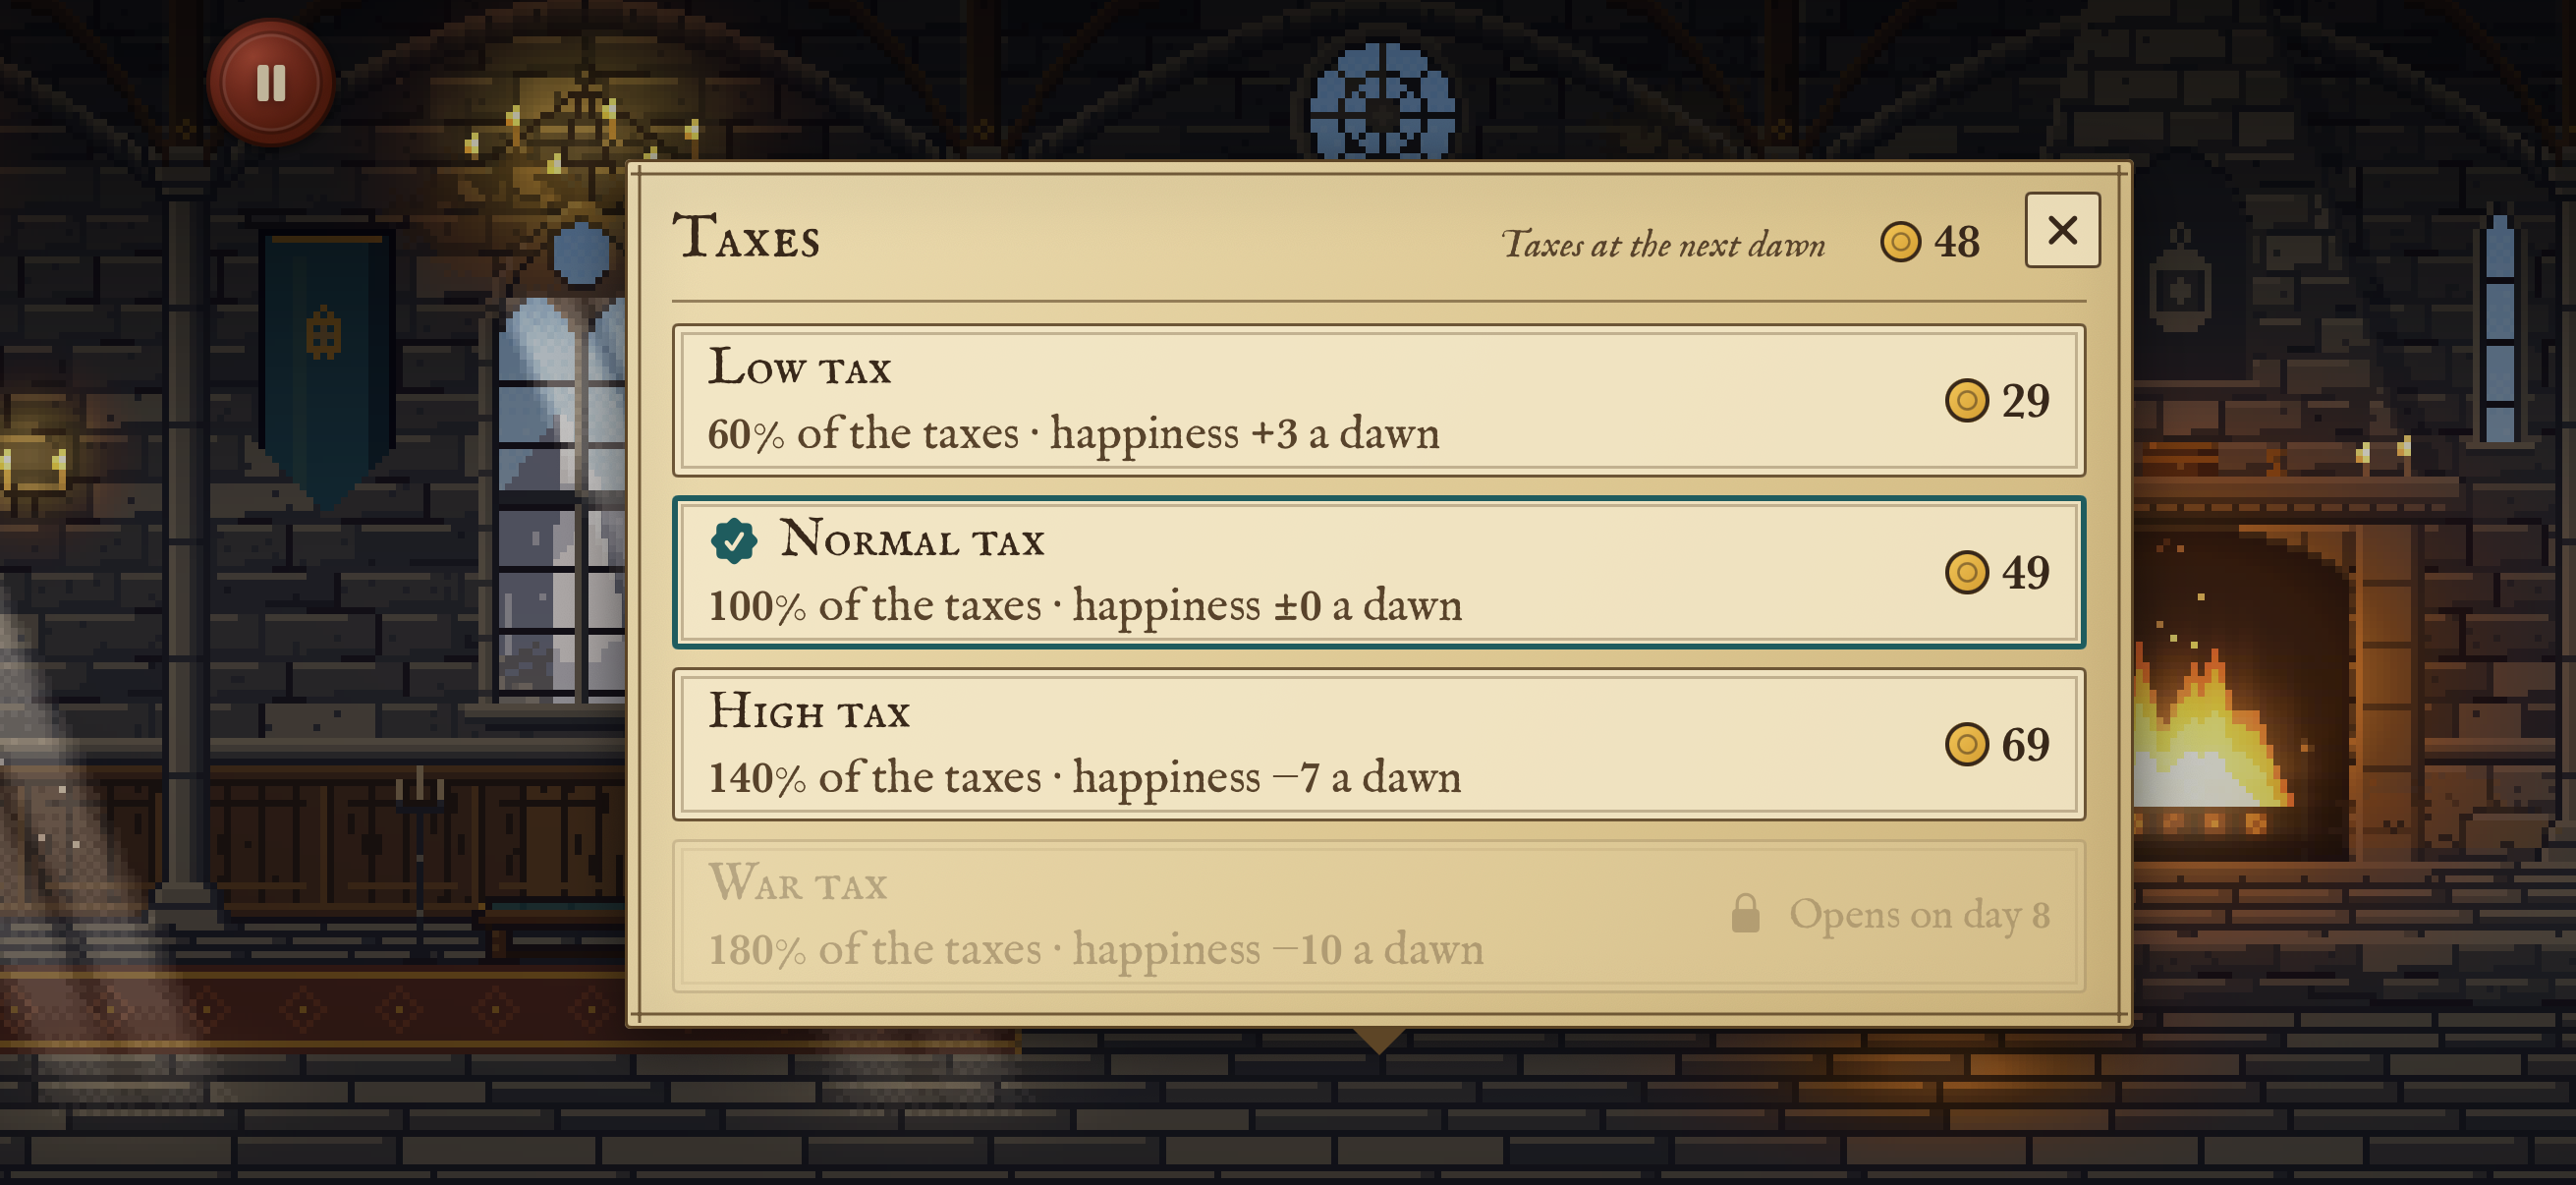 Taxes
Taxes at the next dawn 48
Low tax
60% of the taxes · happiness +3 a dawn
29
Normal tax
100% of the taxes · happiness ±0 a dawn
49
High tax
140% of the taxes · happiness −7 a dawn
69
War tax
180% of the taxes · happiness −10 a dawn
Opens on day 8